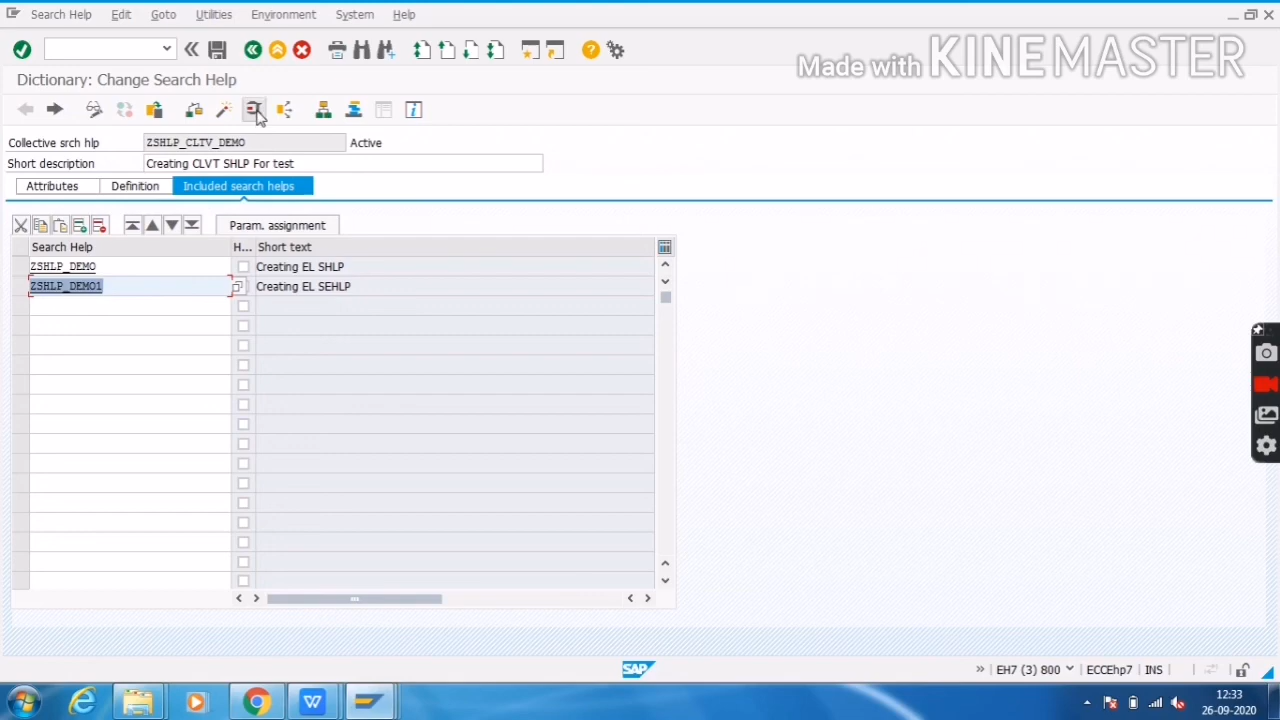 Search Help Edit Goto Utilities Environment System Help
Made with KINEMASTER
Dictionary: Change Search Help
Collective srch hlp ZSHLP_CLTV_DEMO Active
Short description Creating CLVT SHLP For test
Attributes Definition Included search helps
Param. assignment
Search Help H... Short text
ZSHLP_DEMO Creating EL SHLP
ZSHLP_DEMO1 Creating EL SEHLP
SAP
EH7 (3) 800 ECCEhp7 INS
12:33
26-09-2020